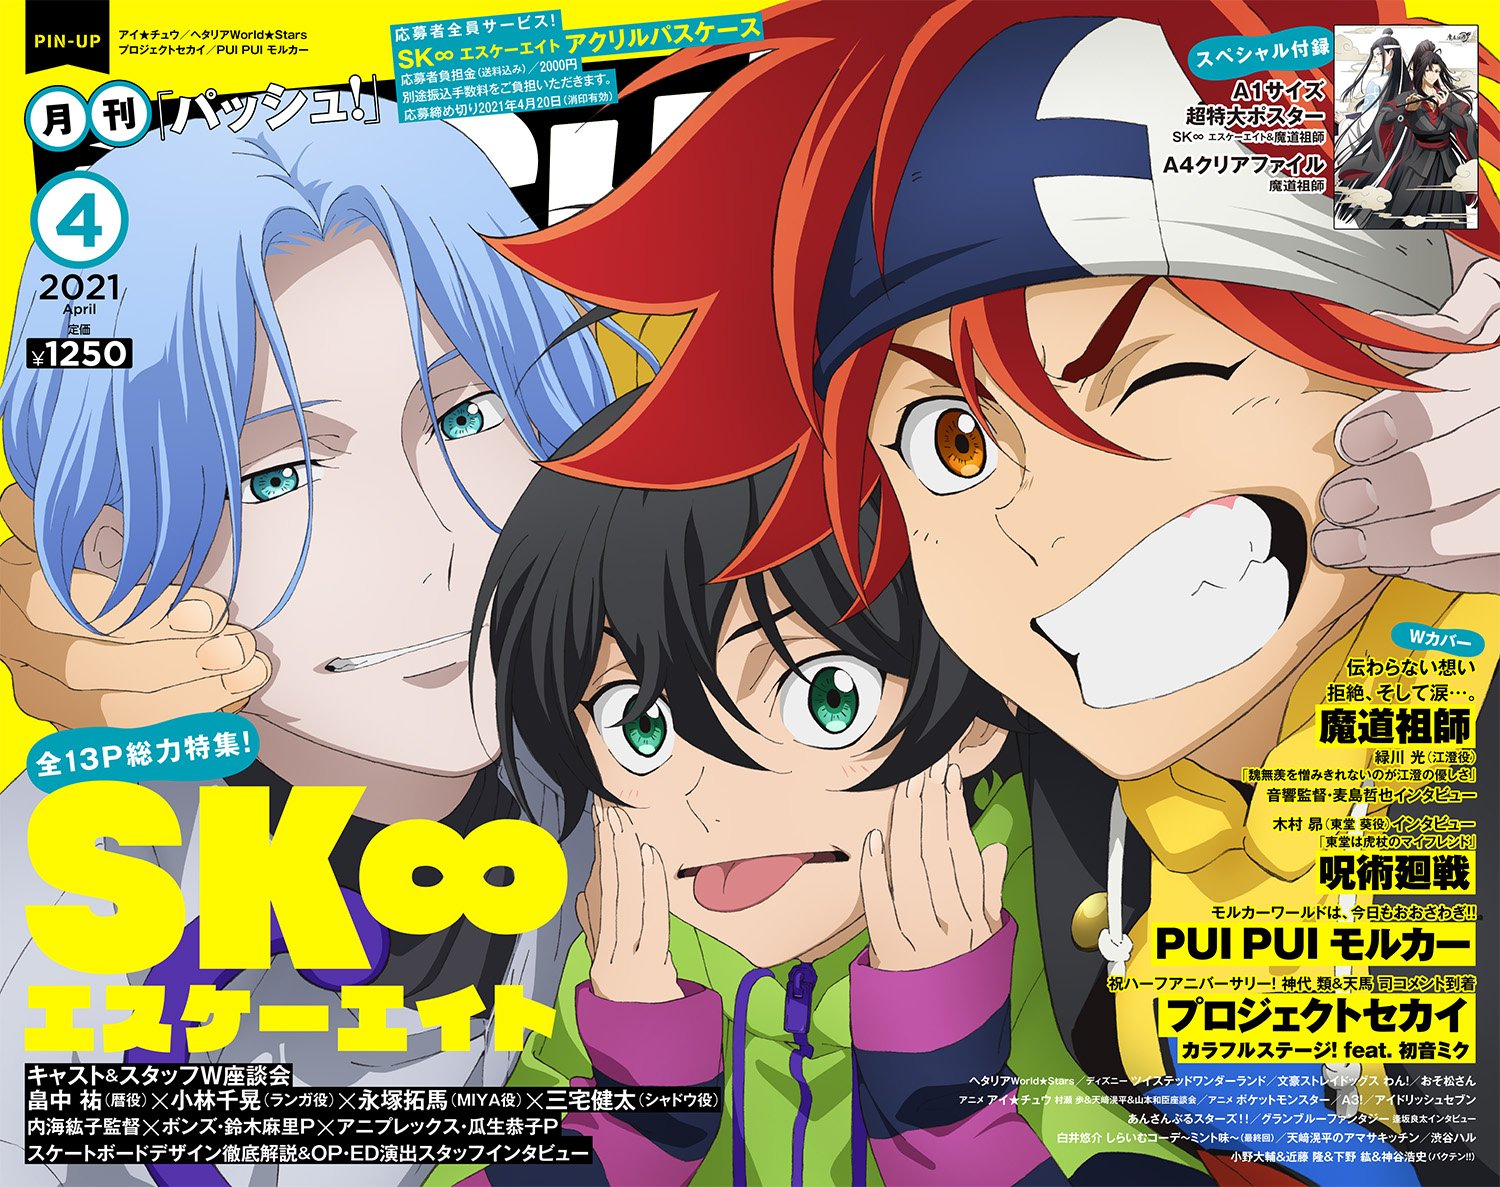 PIN-UP
アイ★チュウ／ヘタリアWorld★Stars
プロジェクトセカイ／PUI PUI モルカー
月刊「パッシュ!」
4
2021
April
定価
¥1250
応募者全員サービス!
SK∞ エスケーエイト アクリルパスケース
応募者負担金(送料込み)／2000円
別途振込手数料をご負担いただきます。
応募締め切り2021年4月20日(消印有効)
スペシャル付録
A1サイズ
超特大ポスター
SK∞ エスケーエイト&魔道祖師
A4クリアファイル
魔道祖師
全13P総力特集!
SK∞
エスケーエイト
キャスト&スタッフW座談会
畠中 祐(暦役)×小林千晃(ランガ役)×永塚拓馬(MIYA役)×三宅健太(シャドウ役)
内海紘子監督×ボンズ・鈴木麻里P×アニプレックス・瓜生恭子P
スケートボードデザイン徹底解説&OP・ED演出スタッフインタビュー
Wカバー
伝わらない想い
拒絶、そして涙…。
魔道祖師
緑川 光(江澄役)
「魏無羨を憎みきれないのが江澄の優しさ」
音響監督・麦島哲也インタビュー
木村 昴(東堂 葵役)インタビュー
「東堂は虎杖のマイフレンド」
呪術廻戦
モルカーワールドは、今日もおおさわぎ!!
PUI PUI モルカー
祝ハーフアニバーサリー! 神代 類&天馬 司コメント到着
プロジェクトセカイ
カラフルステージ! feat. 初音ミク
ヘタリアWorld★Stars／ディズニー ツイステッドワンダーランド／文豪ストレイドッグス わん!／おそ松さん
アニメ アイ★チュウ 村瀬 歩&天﨑滉平&山本和臣座談会／アニメ ポケットモンスター／A3!／アイドリッシュセブン
あんさんぶるスターズ!!／グランブルーファンタジー 逢坂良太インタビュー
白井悠介 しらいむコーデ～ミント味～(最終回)／天﨑滉平のアマサキッチン／渋谷ハル
小野大輔&近藤 隆&下野 紘&神谷浩史(バクテン!!)